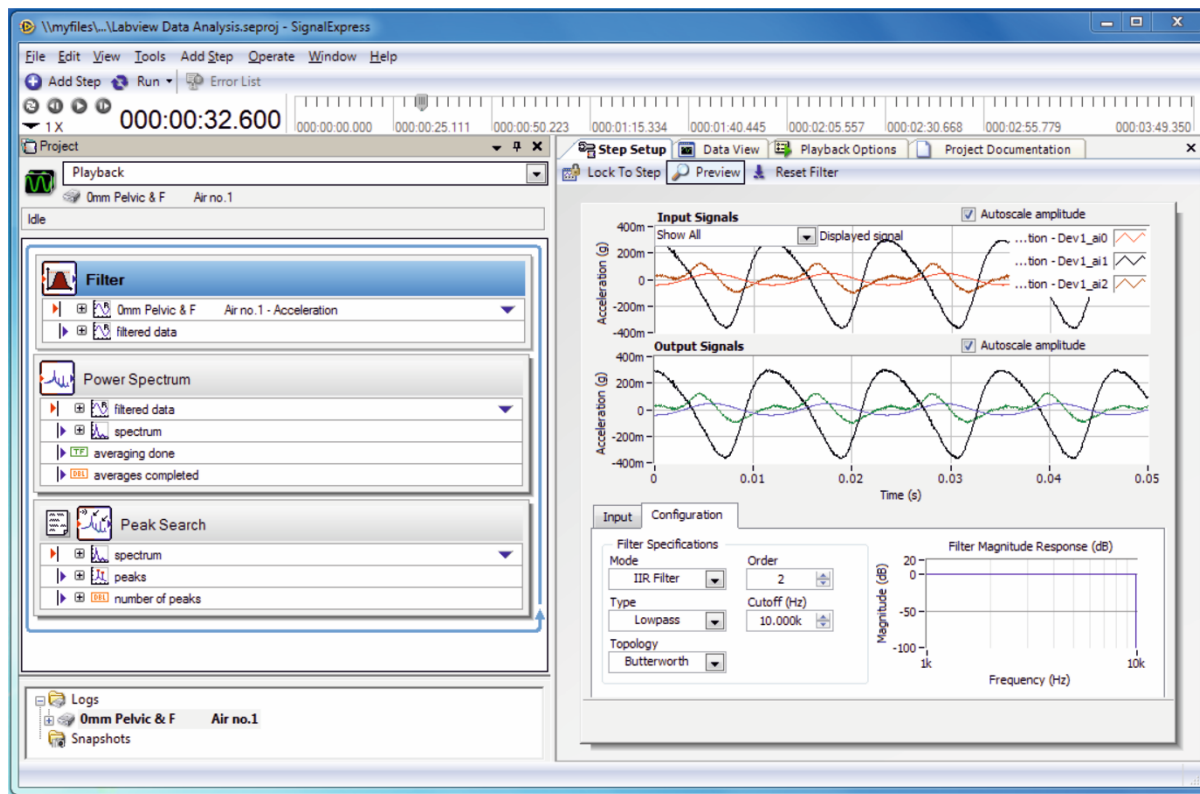 \\myfiles\...\Labview Data Analysis.seproj - SignalExpress
File Edit View Tools Add Step Operate Window Help
Add Step Run Error List
1 X 000:00:32.600
000:00:00.000 000:00:25.111 000:00:50.223 000:01:15.334 000:01:40.445 000:02:05.557 000:02:30.668 000:02:55.779 000:03:49.350
Project
Playback
0mm Pelvic & F Air no.1
Idle
Filter
0mm Pelvic & F Air no.1 - Acceleration
filtered data
Power Spectrum
filtered data
spectrum
TF averaging done
DBL averages completed
Peak Search
spectrum
peaks
DBL number of peaks
Logs
0mm Pelvic & F Air no.1
Snapshots
Step Setup Data View Playback Options Project Documentation
Lock To Step Preview Reset Filter
Input Signals Autoscale amplitude
Show All Displayed signal
400m
200m
0
-200m
-400m
Acceleration (g)
...tion - Dev1_ai0
...tion - Dev1_ai1
...tion - Dev1_ai2
Output Signals Autoscale amplitude
400m
200m
0
-200m
-400m
Acceleration (g)
0 0.01 0.02 0.03 0.04 0.05
Time (s)
Input Configuration
Filter Specifications
Mode Order
IIR Filter 2
Type Cutoff (Hz)
Lowpass 10.000k
Topology
Butterworth
Filter Magnitude Response (dB)
20
0
-50
-100
Magnitude (dB)
1k 10k
Frequency (Hz)